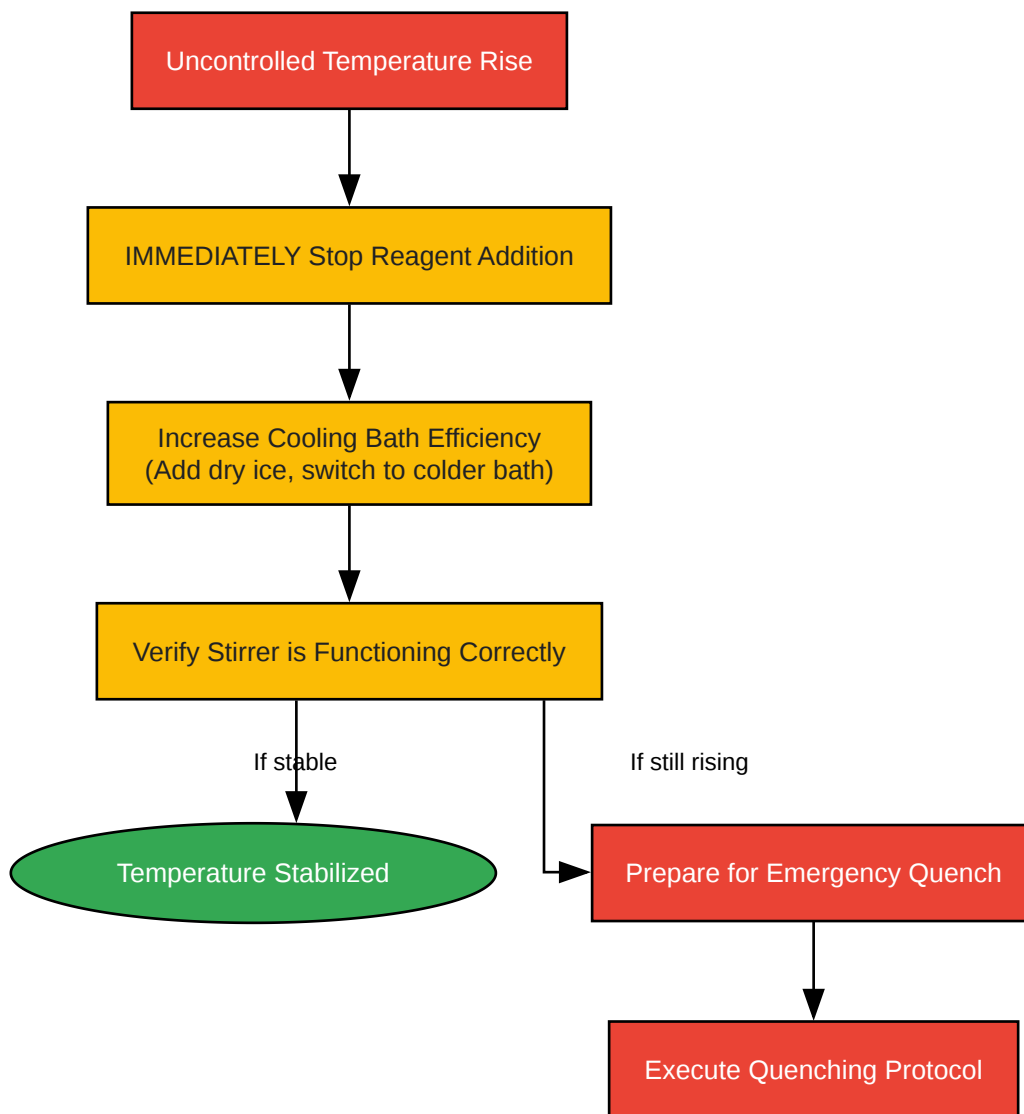 Uncontrolled Temperature Rise
IMMEDIATELY Stop Reagent Addition
Increase Cooling Bath Efficiency
(Add dry ice, switch to colder bath)
Verify Stirrer is Functioning Correctly
If stable
If still rising
Temperature Stabilized
Prepare for Emergency Quench
Execute Quenching Protocol